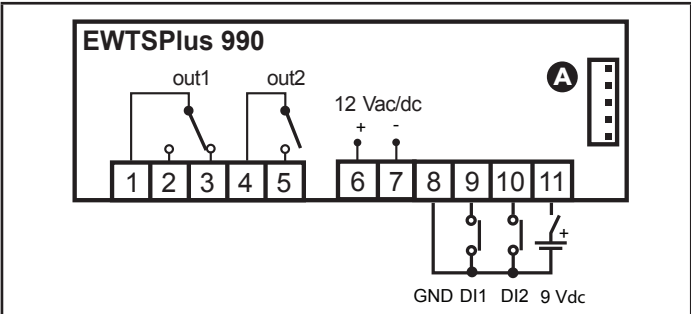 EWTSPlus 990
out1 out2
12 Vac/dc
A
+ -
1 2 3 4 5 6 7 8 9 10 11
+
GND DI1 DI2 9 Vdc